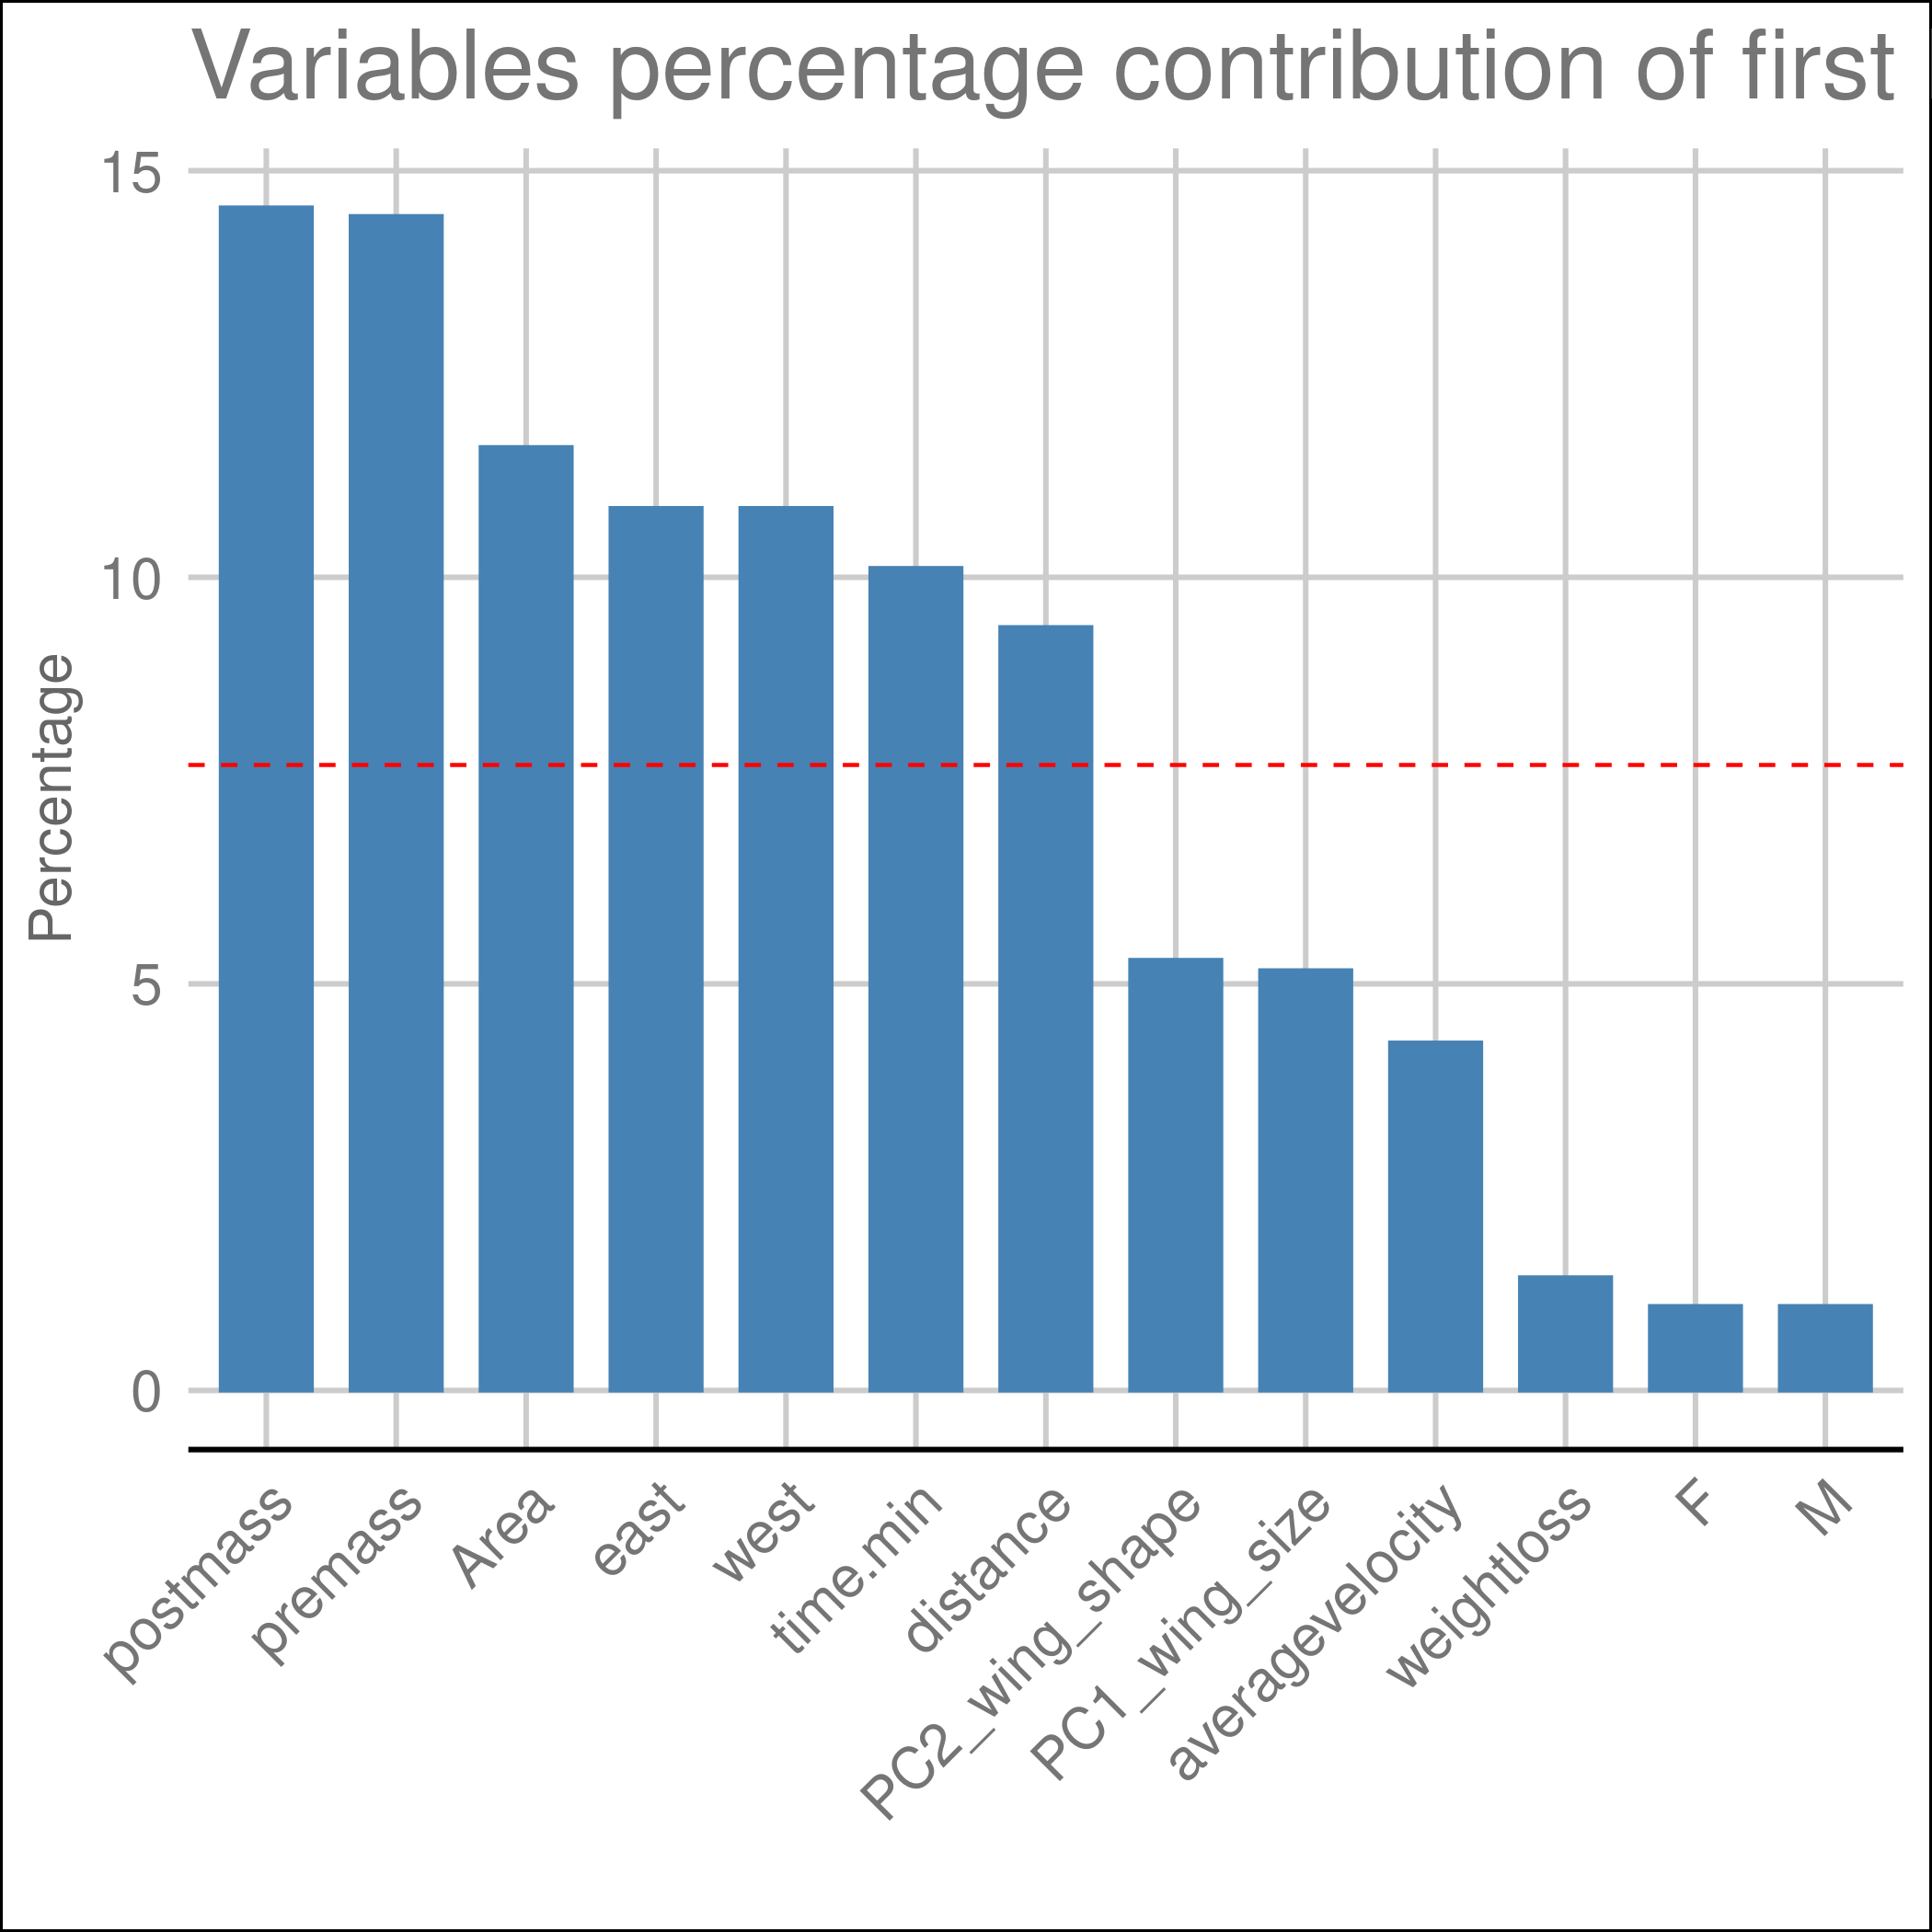 Variables percentage contribution of first
15
10
5
0
Percentage
postmass
premass
Area
east
west
time.min
distance
PC2_wing_shape
PC1_wing_size
averagevelocity
weightloss
F
M